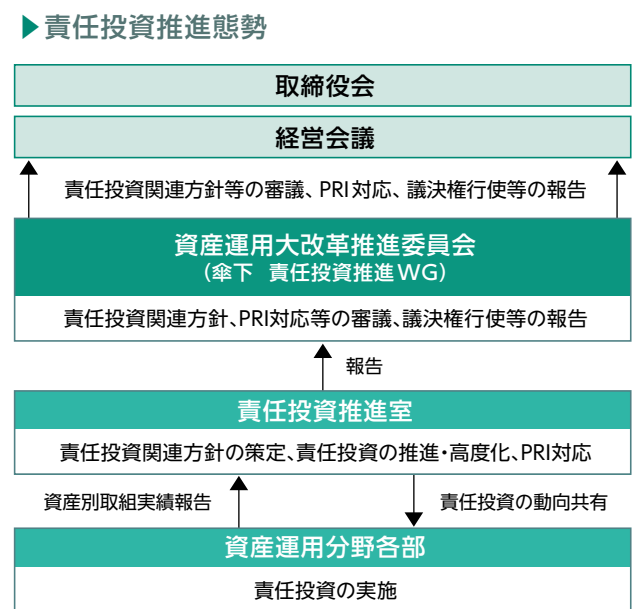 ▶責任投資推進態勢
取締役会
経営会議
責任投資関連方針等の審議、PRI対応、議決権行使等の報告
資産運用大改革推進委員会
（傘下 責任投資推進WG）
責任投資関連方針、PRI対応等の審議、議決権行使等の報告
報告
責任投資推進室
責任投資関連方針の策定、責任投資の推進・高度化、PRI対応
資産別取組実績報告
責任投資の動向共有
資産運用分野各部
責任投資の実施